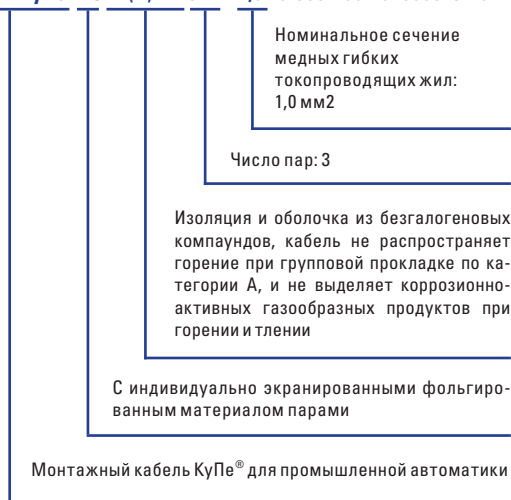 Номинальное сечение
медных гибких
токопроводящих жил:
1,0 мм2
Число пар: 3
Изоляция и оболочка из безгалогеновых
компаундов, кабель не распространяет
горение при групповой прокладке по ка-
тегории А, и не выделяет коррозионно-
активных газообразных продуктов при
горении и тлении
С индивидуально экранированными фольгиро-
ванным материалом парами
Монтажный кабель КуПе® для промышленной автоматики